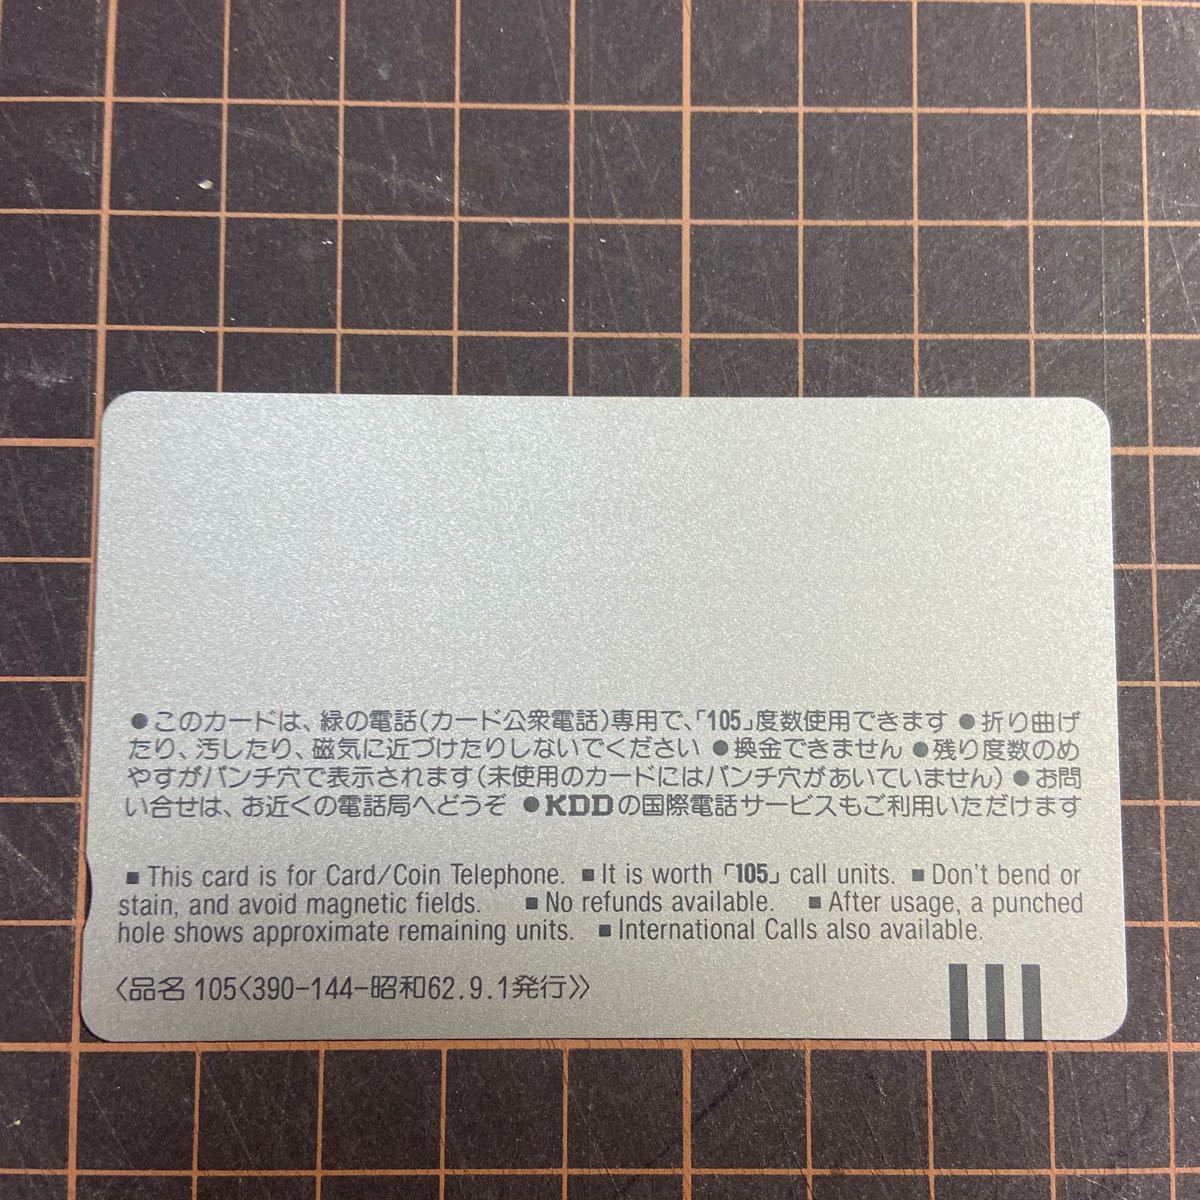 ●このカードは、緑の電話(カード公衆電話)専用で、「105」度数使用できます ●折り曲げ
たり、汚したり、磁気に近づけたりしないでください ●換金できません ●残り度数のめ
やすがパンチ穴で表示されます(未使用のカードにはパンチ穴があいていません) ●お問
い合せは、お近くの電話局へどうぞ ●KDDの国際電話サービスもご利用いただけます
■ This card is for Card/Coin Telephone. ■ It is worth 「105」 call units. ■ Don't bend or
stain, and avoid magnetic fields. ■ No refunds available. ■ After usage, a punched
hole shows approximate remaining units. ■ International Calls also available.
〈品名 105〈390-144-昭和62.9.1発行〉〉